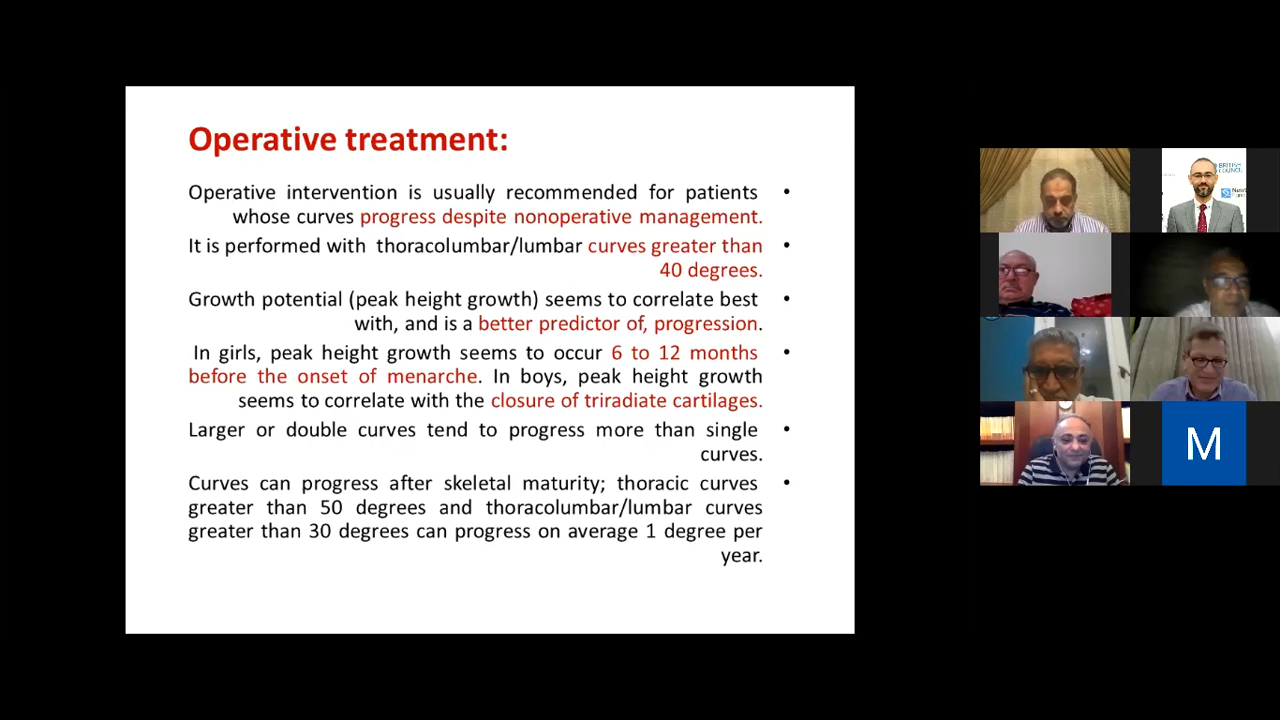 Operative treatment:
• Operative intervention is usually recommended for patients
whose curves progress despite nonoperative management.
• It is performed with thoracolumbar/lumbar curves greater than
40 degrees.
• Growth potential (peak height growth) seems to correlate best
with, and is a better predictor of, progression.
• In girls, peak height growth seems to occur 6 to 12 months
before the onset of menarche. In boys, peak height growth
seems to correlate with the closure of triradiate cartilages.
• Larger or double curves tend to progress more than single
curves.
• Curves can progress after skeletal maturity; thoracic curves
greater than 50 degrees and thoracolumbar/lumbar curves
greater than 30 degrees can progress on average 1 degree per
year.
BRITISH
COUNCIL
M